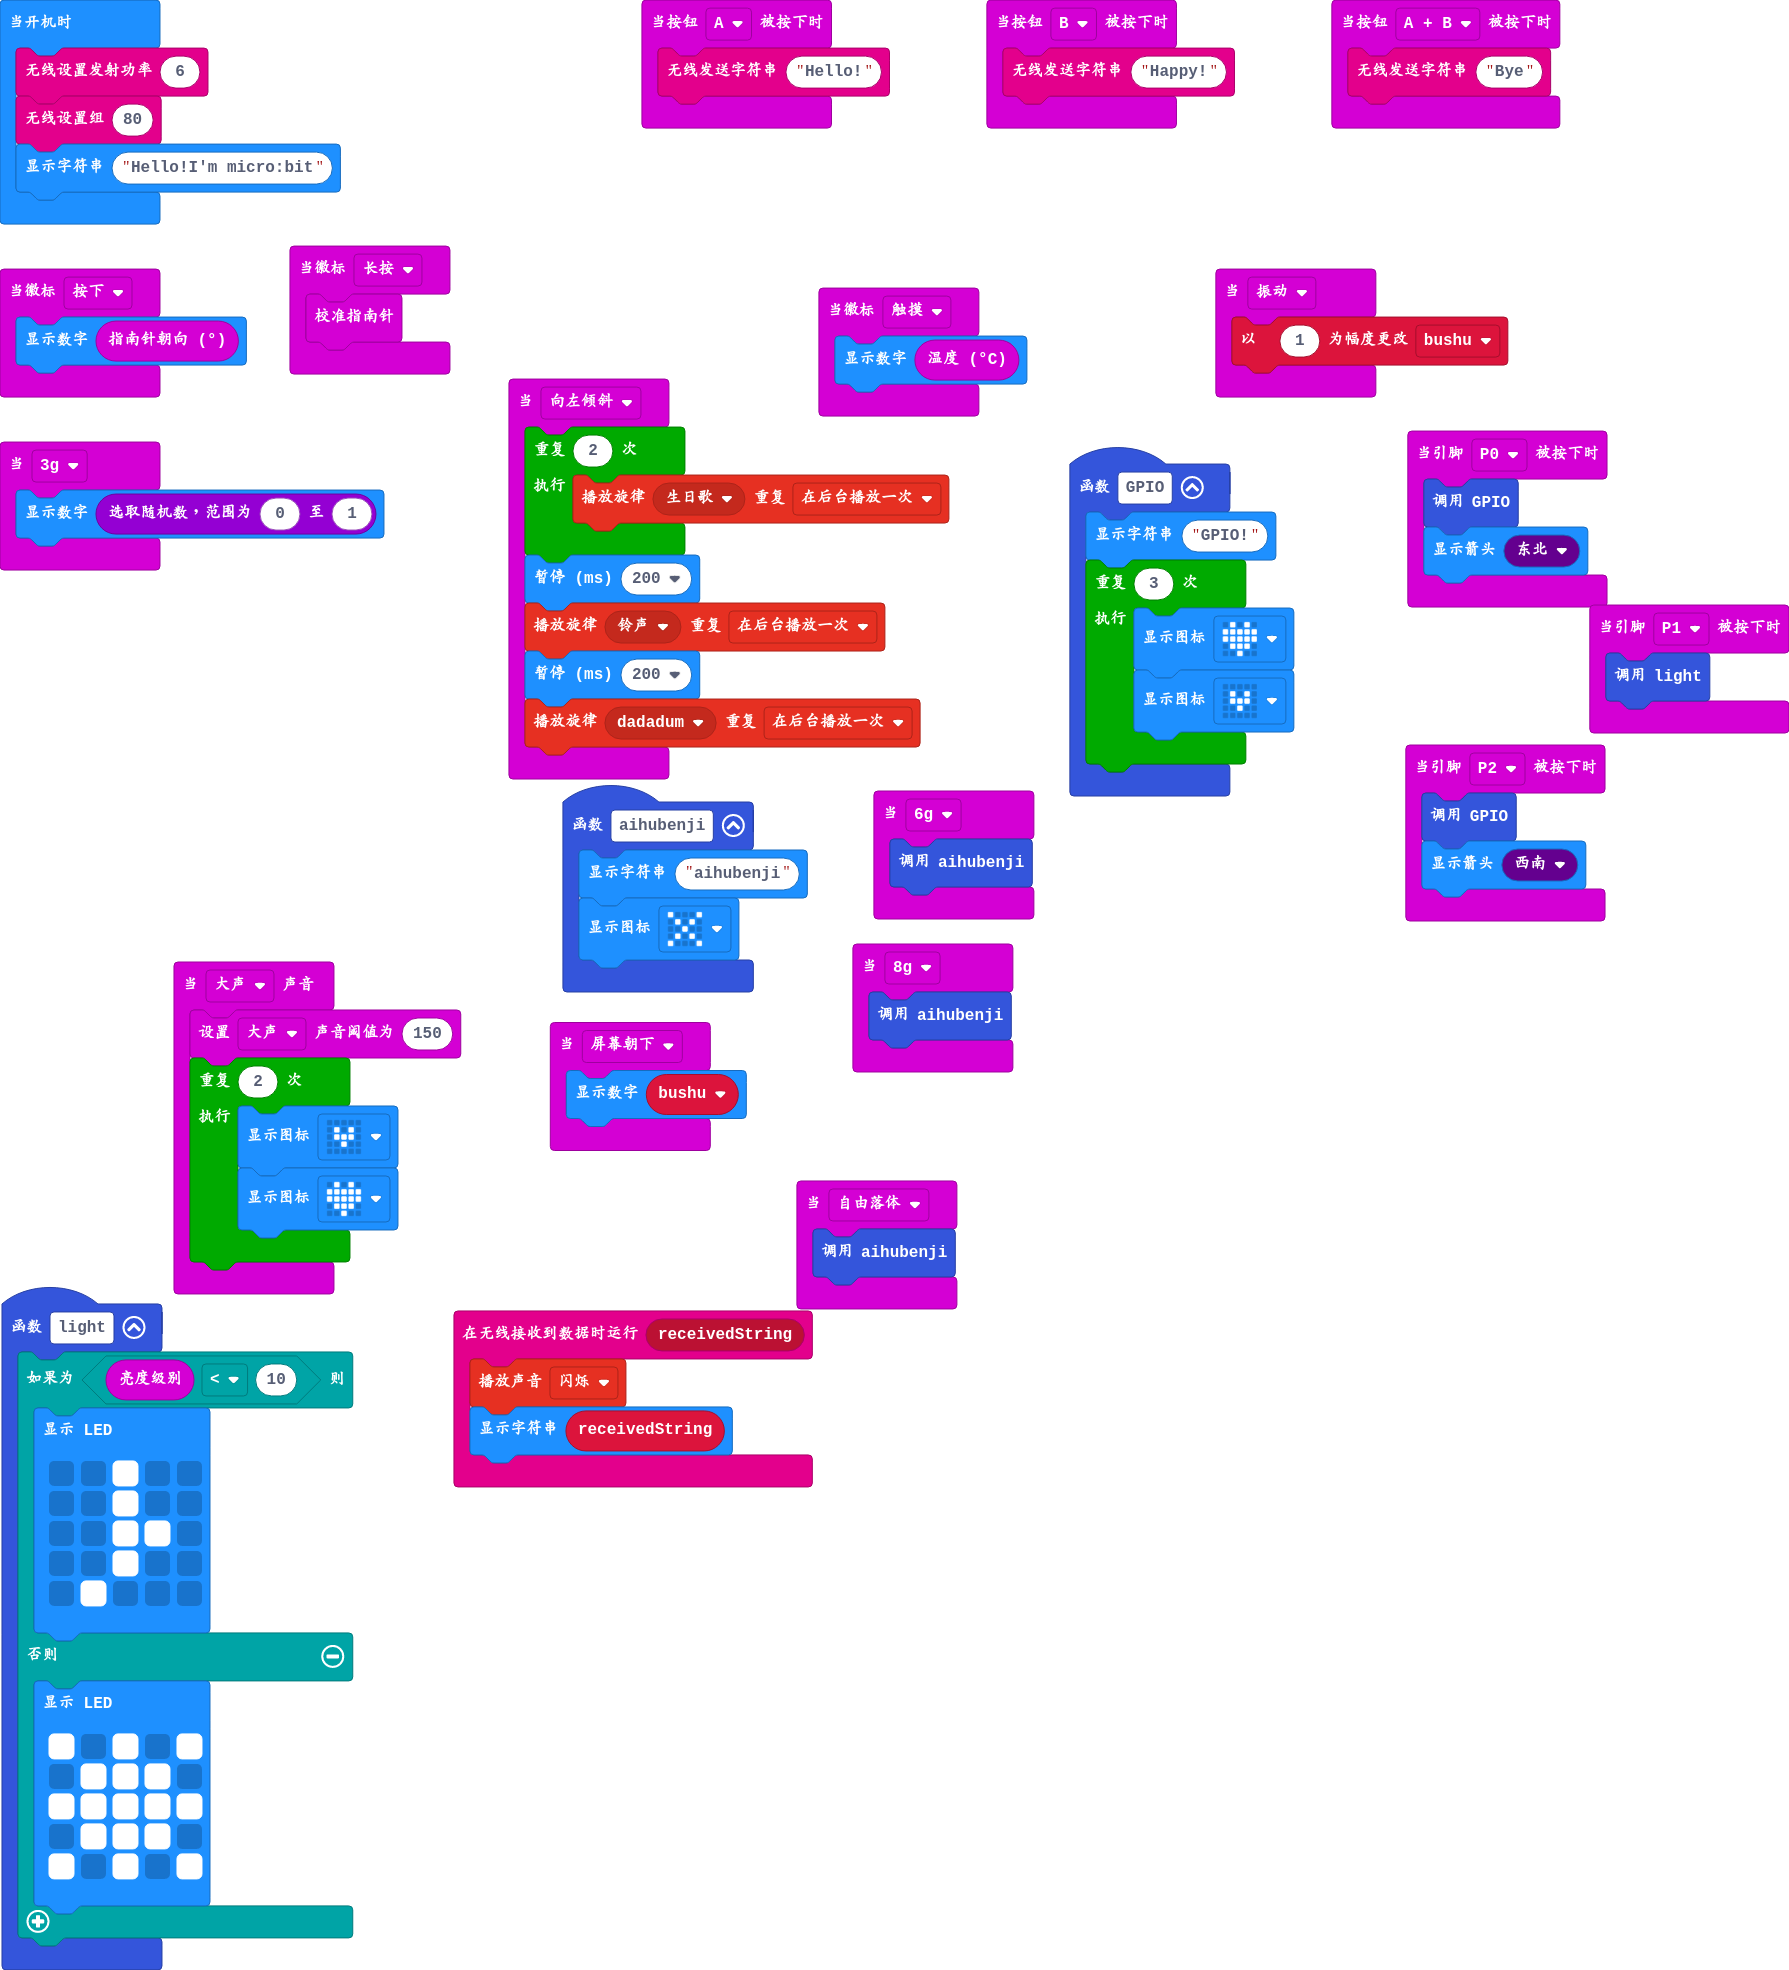 当开机时
无线设置发射功率 6
无线设置组 80
显示字符串 "Hello!I'm micro:bit"
当按钮 A 被按下时
无线发送字符串 "Hello!"
当按钮 B 被按下时
无线发送字符串 "Happy!"
当按钮 A + B 被按下时
无线发送字符串 "Bye"
当徽标 按下
显示数字 指南针朝向 (°)
当徽标 长按
校准指南针
当徽标 触摸
显示数字 温度 (°C)
当 振动
以 1 为幅度更改 bushu
当 3g
显示数字 选取随机数，范围为 0 至 1
当 向左倾斜
重复 2 次
执行 播放旋律 生日歌 重复 在后台播放一次
暂停 (ms) 200
播放旋律 铃声 重复 在后台播放一次
暂停 (ms) 200
播放旋律 dadadum 重复 在后台播放一次
函数 GPIO
显示字符串 "GPIO!"
重复 3 次
执行
显示图标
显示图标
当引脚 P0 被按下时
调用 GPIO
显示箭头 东北
当引脚 P1 被按下时
调用 light
当引脚 P2 被按下时
调用 GPIO
显示箭头 西南
函数 aihubenji
显示字符串 "aihubenji"
显示图标
当 6g
调用 aihubenji
当 8g
调用 aihubenji
当 大声 声音
设置 大声 声音阈值为 150
重复 2 次
执行
显示图标
显示图标
当 屏幕朝下
显示数字 bushu
当 自由落体
调用 aihubenji
函数 light
如果为 亮度级别 < 10 则
显示 LED
否则
显示 LED
在无线接收到数据时运行 receivedString
播放声音 闪烁
显示字符串 receivedString